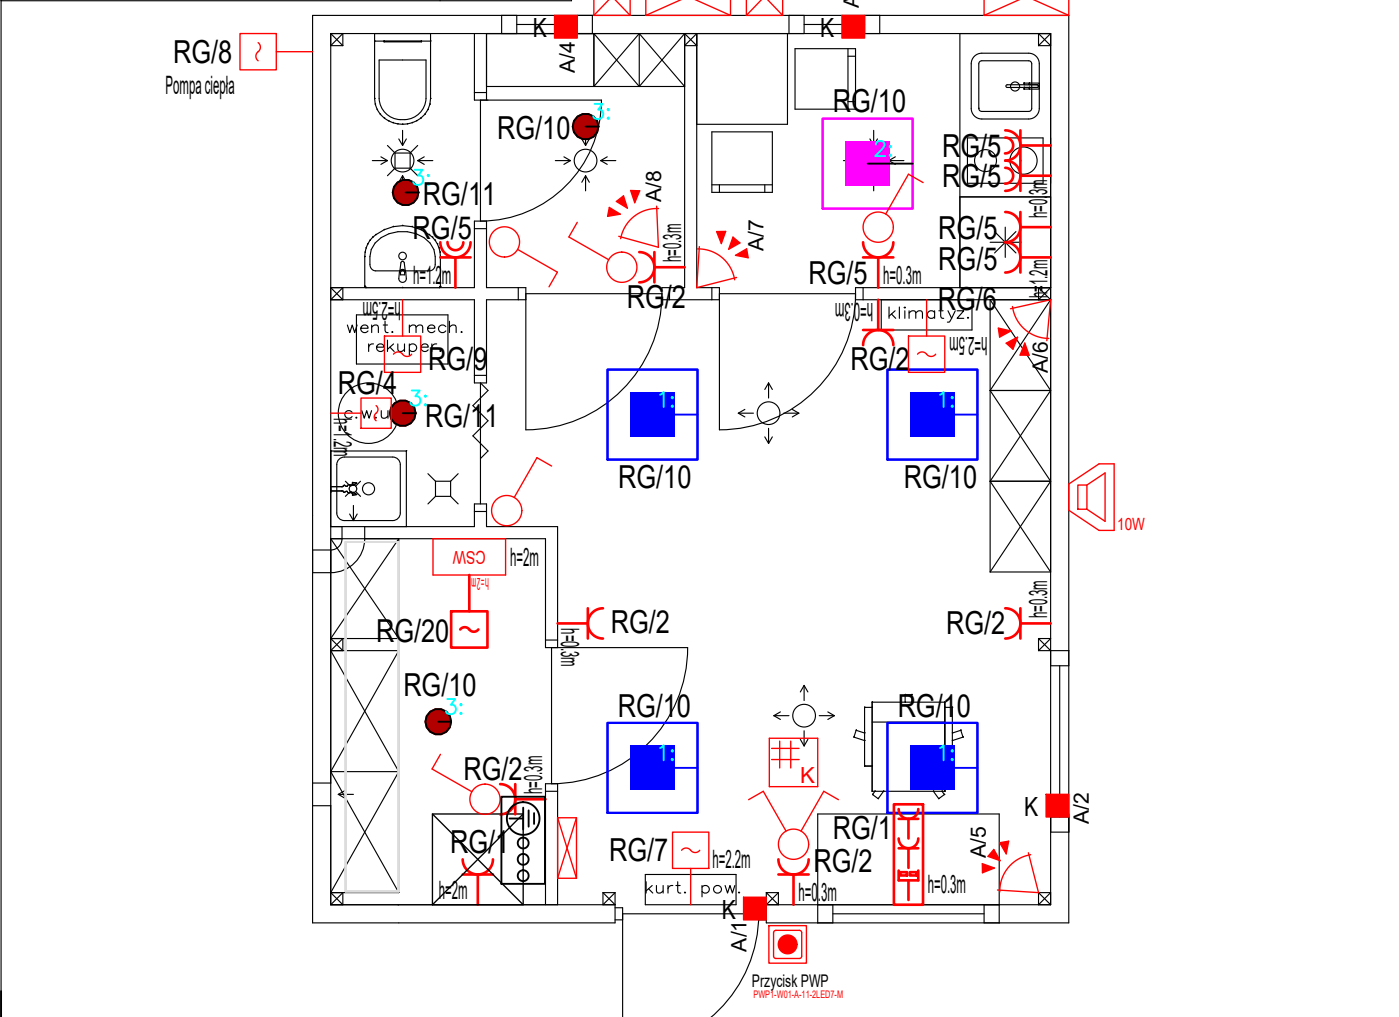 K
A/4
K
RG/8
Pompa ciepła
RG/10
3:
RG/10
2:
RG/5
RG/5
h=0.3m
3:
RG/11
A/8
RG/5
h=1.2m
h=0.3m
A/7
RG/5
RG/5
h=1.2m
RG/5
h=0.3m
RG/2
RG/6
h=2.5m
went. mech.
rekuper.
RG/9
h=0.3m
klimatyz.
RG/2
h=2.5m
A/6
RG/4
c.w.u
3:
RG/11
h=1.2m
1:
RG/10
1:
RG/10
10W
CSW
h=2m
h=2m
RG/20
RG/2
h=0.3m
RG/2
h=0.3m
RG/10
3:
RG/10
1:
RG/10
1:
K
RG/2
h=0.3m
K
A/2
RG/1
h=2m
RG/7
h=2.2m
kurt. pow.
RG/2
h=0.3m
RG/1
h=0.3m
A/5
K
A/1
Przycisk PWP
PWP1-W01-A-11-2LED7-M